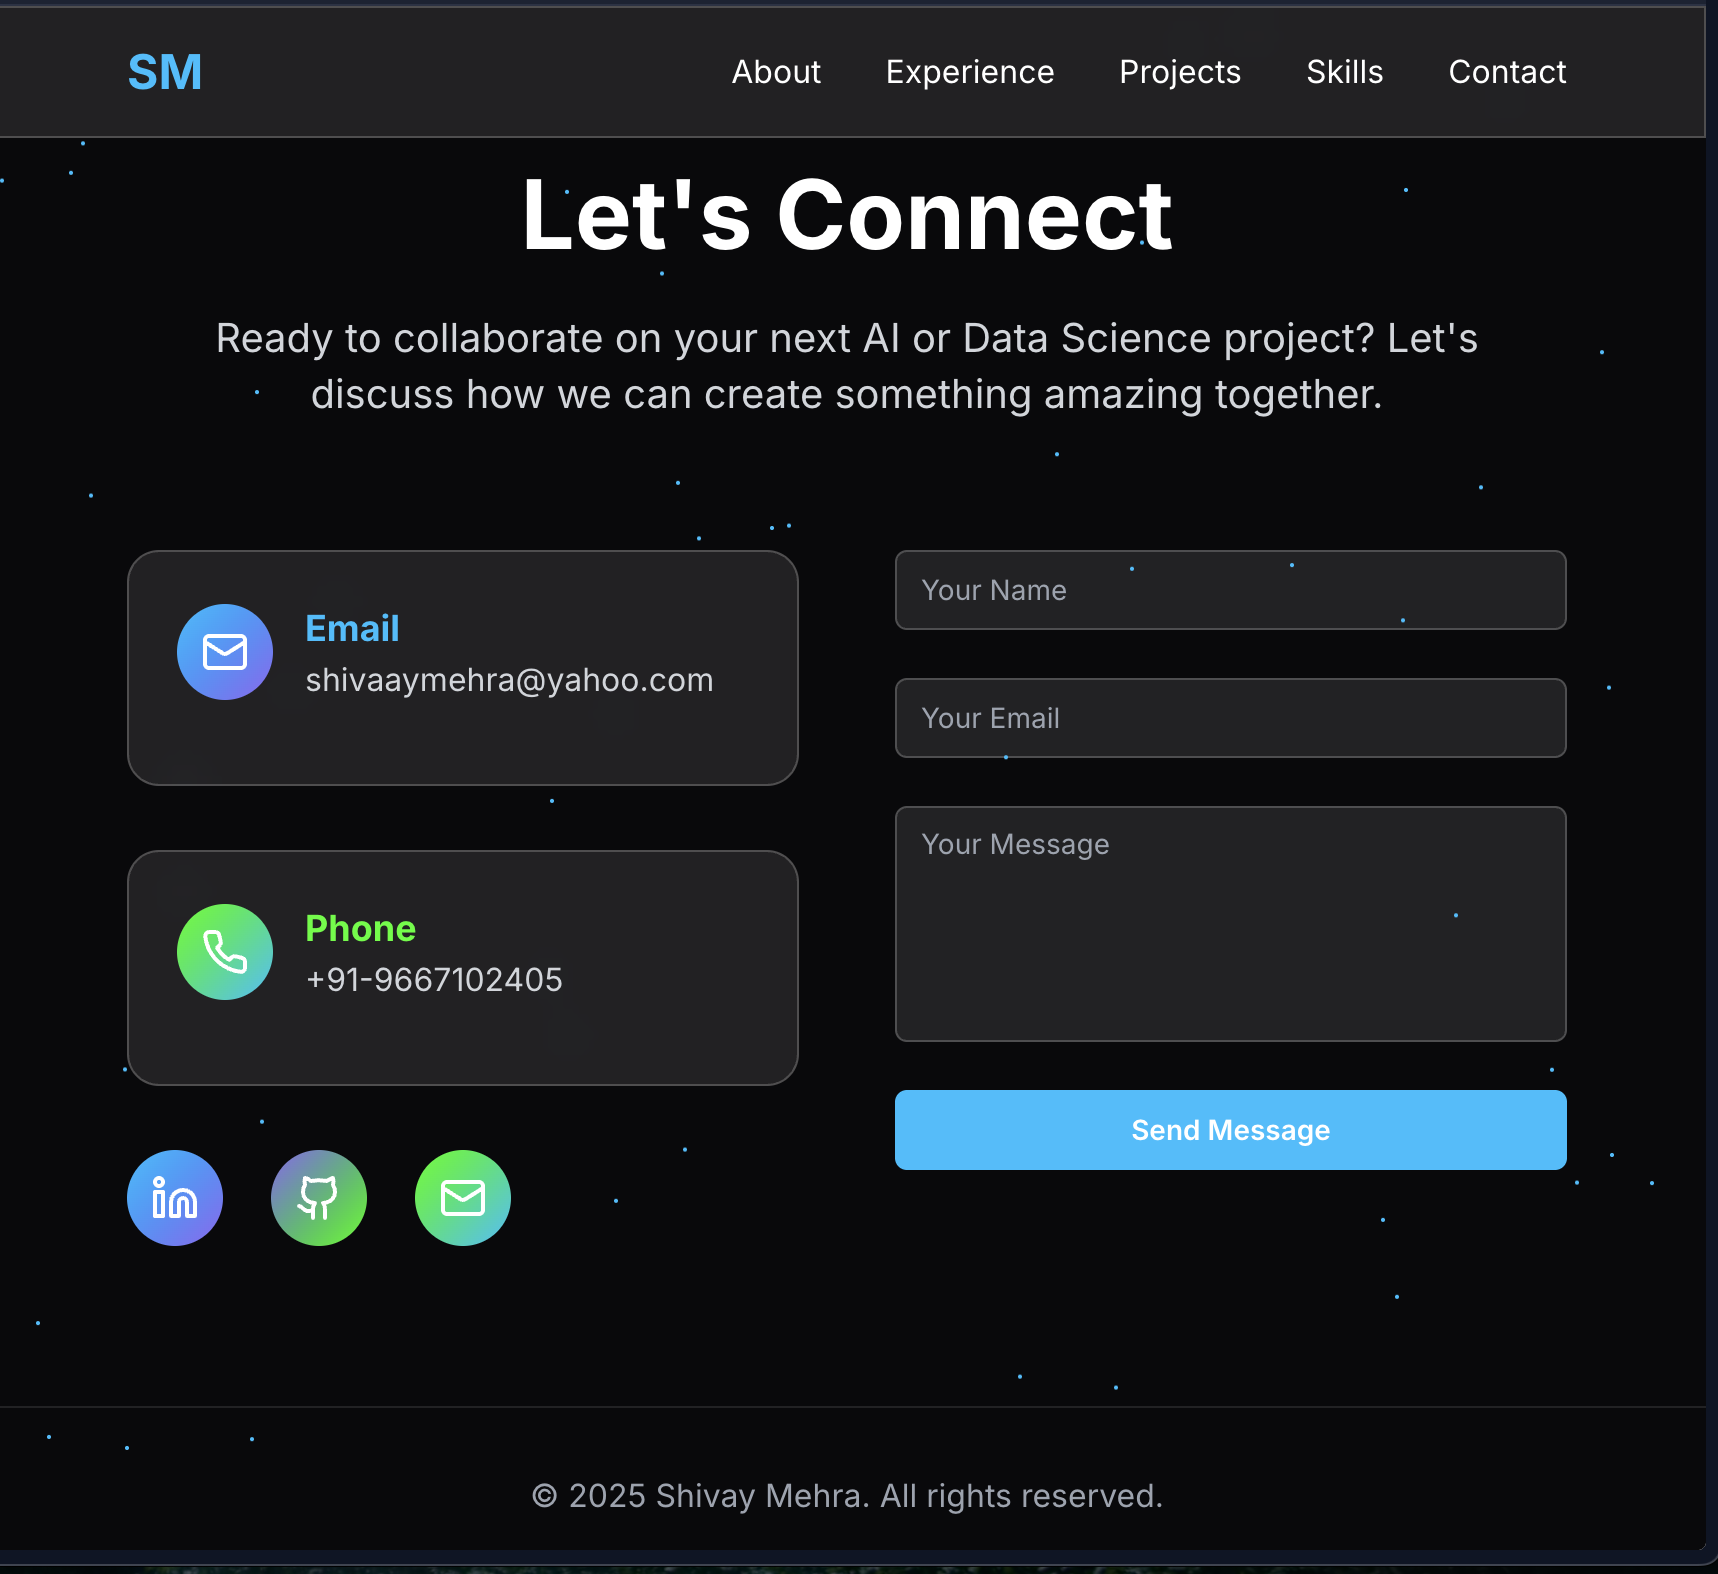 SM
About Experience Projects Skills Contact
Let's Connect
Ready to collaborate on your next AI or Data Science project? Let's
discuss how we can create something amazing together.
Email
shivaaymehra@yahoo.com
Phone
+91-9667102405
Your Name
Your Email
Your Message
Send Message
in
© 2025 Shivay Mehra. All rights reserved.